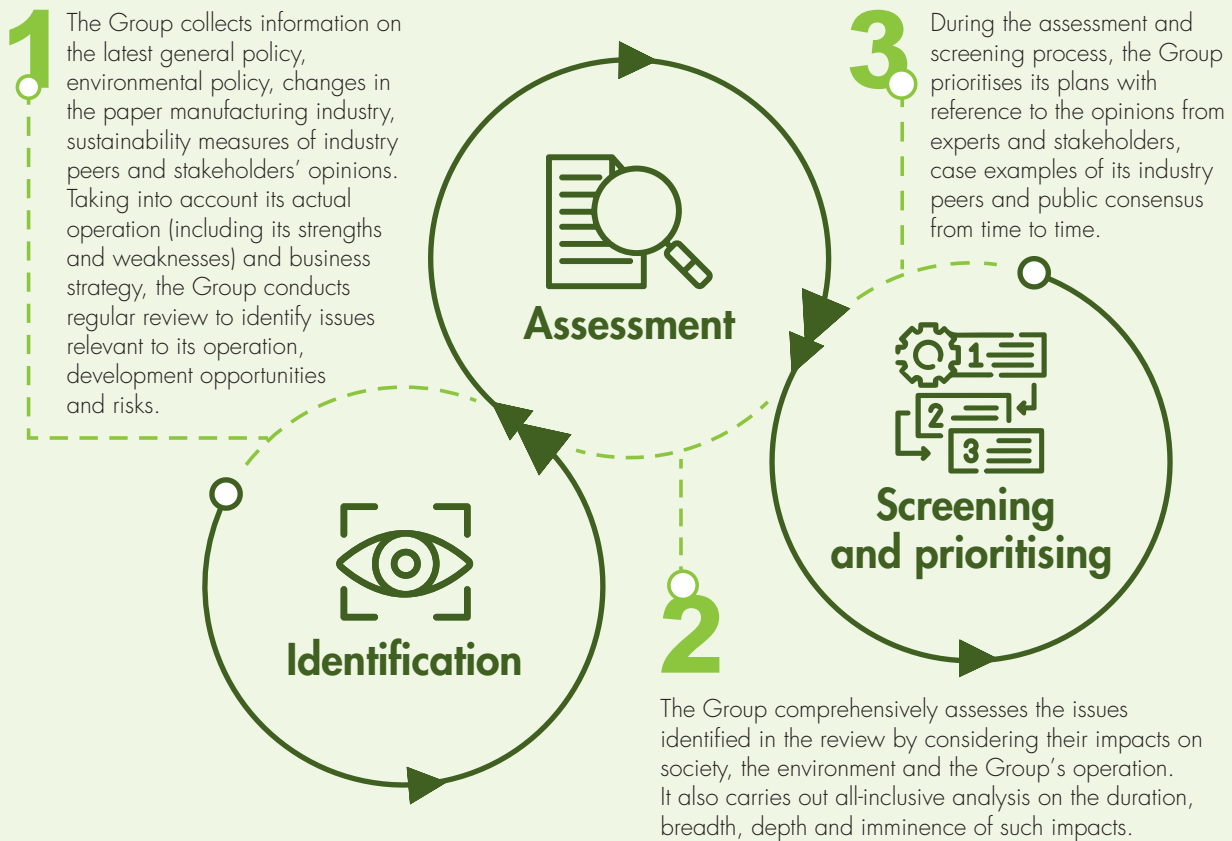 1
The Group collects information on
the latest general policy,
environmental policy, changes in
the paper manufacturing industry,
sustainability measures of industry
peers and stakeholders’ opinions.
Taking into account its actual
operation (including its strengths
and weaknesses) and business
strategy, the Group conducts
regular review to identify issues
relevant to its operation,
development opportunities
and risks.
Identification
Assessment
2
The Group comprehensively assesses the issues
identified in the review by considering their impacts on
society, the environment and the Group’s operation.
It also carries out all-inclusive analysis on the duration,
breadth, depth and imminence of such impacts.
3
During the assessment and
screening process, the Group
prioritises its plans with
reference to the opinions from
experts and stakeholders,
case examples of its industry
peers and public consensus
from time to time.
1
2
3
Screening
and prioritising